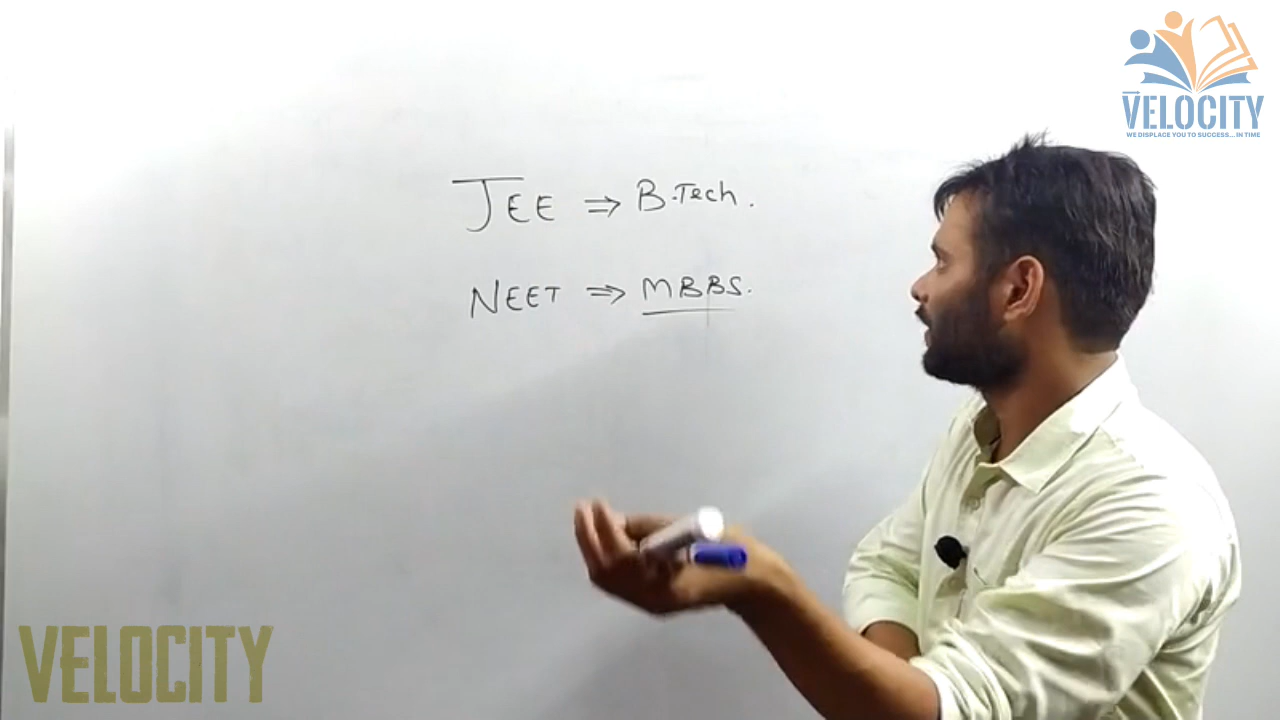 VELOCITY
WE DISPLACE YOU TO SUCCESS... IN TIME
JEE ⇒ B.Tech.
NEET ⇒ MBBS.
VELOCITY